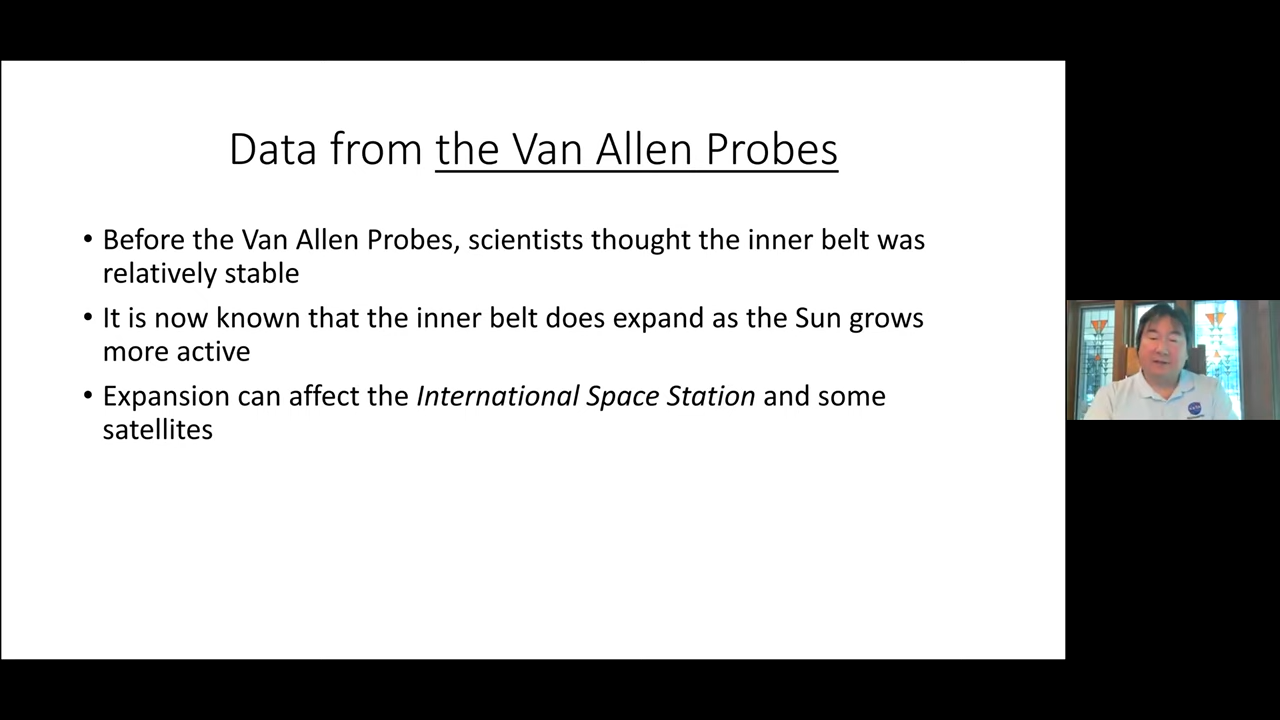 Data from the Van Allen Probes
• Before the Van Allen Probes, scientists thought the inner belt was
relatively stable
• It is now known that the inner belt does expand as the Sun grows
more active
• Expansion can affect the International Space Station and some
satellites
NASA